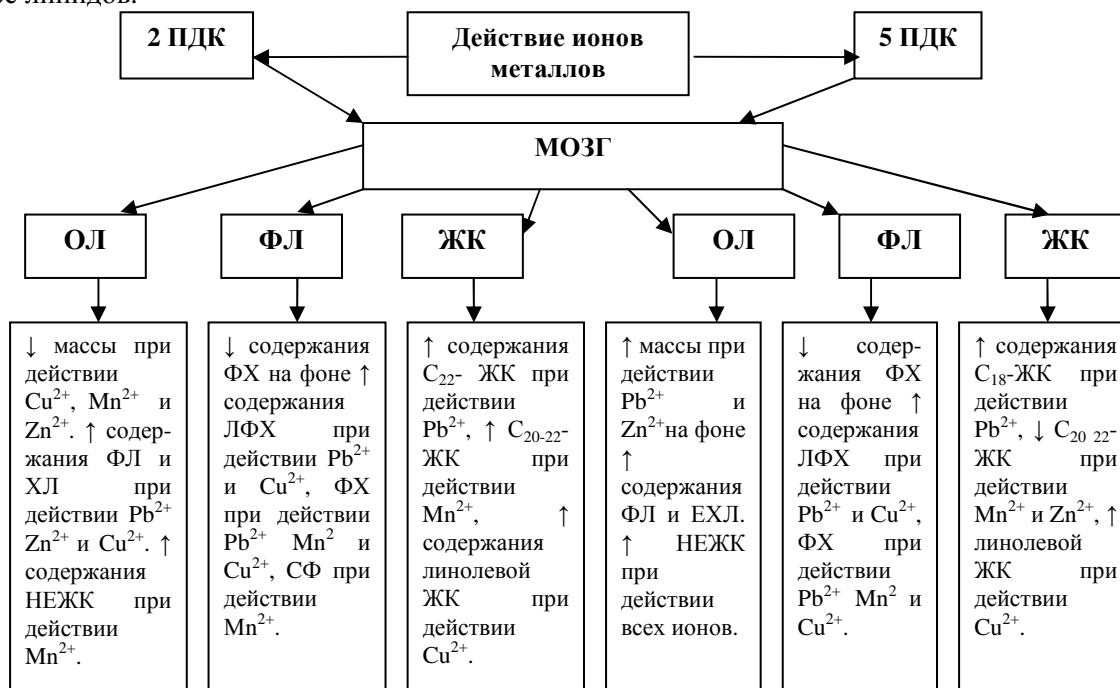 ве липидов.
2 ПДК
Действие ионов
металлов
5 ПДК
МОЗГ
ОЛ
ФЛ
ЖК
ОЛ
ФЛ
ЖК
↓ массы при
действии
Cu²⁺, Mn²⁺ и
Zn²⁺. ↑ содер-
жания ФЛ и
ХЛ при
действии Pb²⁺
Zn²⁺ и Cu²⁺. ↑
содержания
НЕЖК при
действии
Mn²⁺.
↓ содержания
ФХ на фоне ↑
содержания
ЛФХ при
действии Pb²⁺
и Cu²⁺, ФХ
при действии
Pb²⁺ Mn² и
Cu²⁺, СФ при
действии
Mn²⁺.
↑ содержания
C₂₂- ЖК при
действии
Pb²⁺, ↑ C₂₀₋₂₂-
ЖК при
действии
Mn²⁺, ↑
содержания
линолевой
ЖК при
действии
Cu²⁺.
↑ массы при
действии
Pb²⁺ и
Zn²⁺на фоне
↑
содержания
ФЛ и ЕХЛ.
↑ НЕЖК
при
действии
всех ионов.
↓ содер-
жания ФХ
на фоне ↑
содержания
ЛФХ при
действии
Pb²⁺ и Cu²⁺,
ФХ при
действии
Pb²⁺ Mn² и
Cu²⁺.
↑ содержания
C₁₈-ЖК при
действии
Pb²⁺, ↓ C₂₀ ₂₂-
ЖК при
действии
Mn²⁺ и Zn²⁺, ↑
линолевой
ЖК при
действии
Cu²⁺.